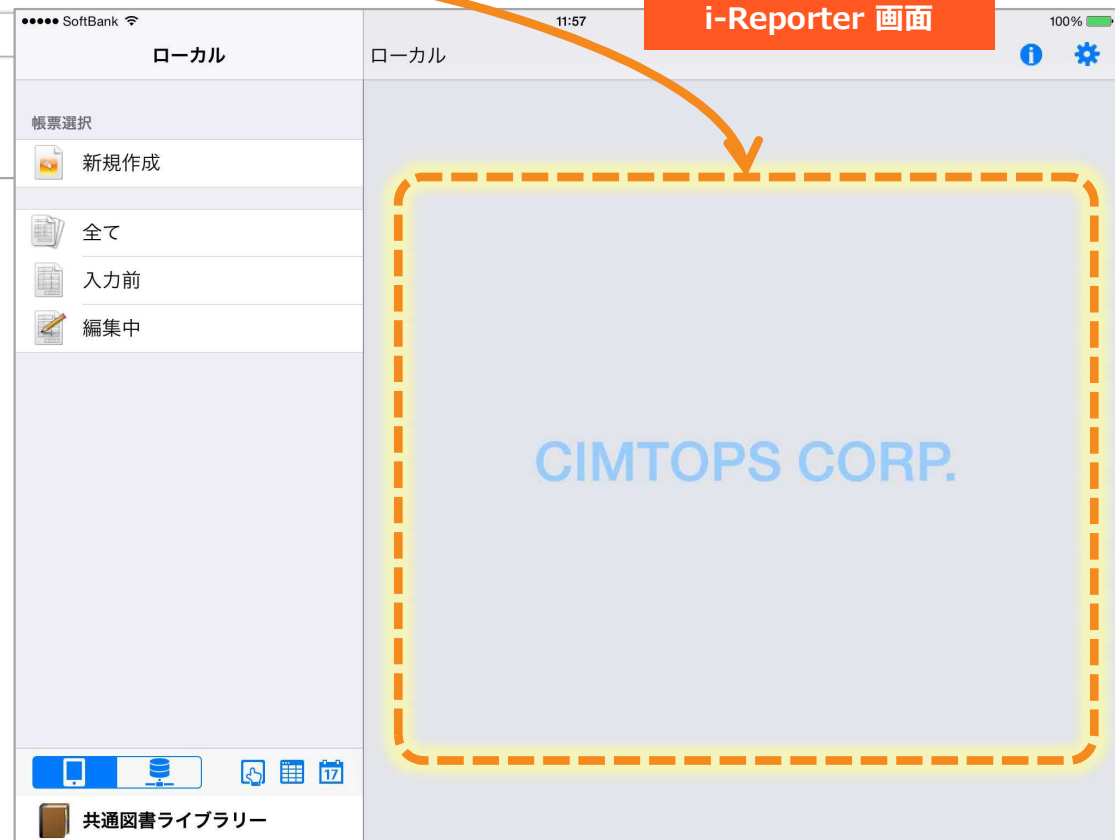 i-Reporter 画面
●●●●● SoftBank
11:57
100%
ローカル
ローカル
帳票選択
新規作成
全て
入力前
編集中
CIMTOPS CORP.
17
共通図書ライブラリー